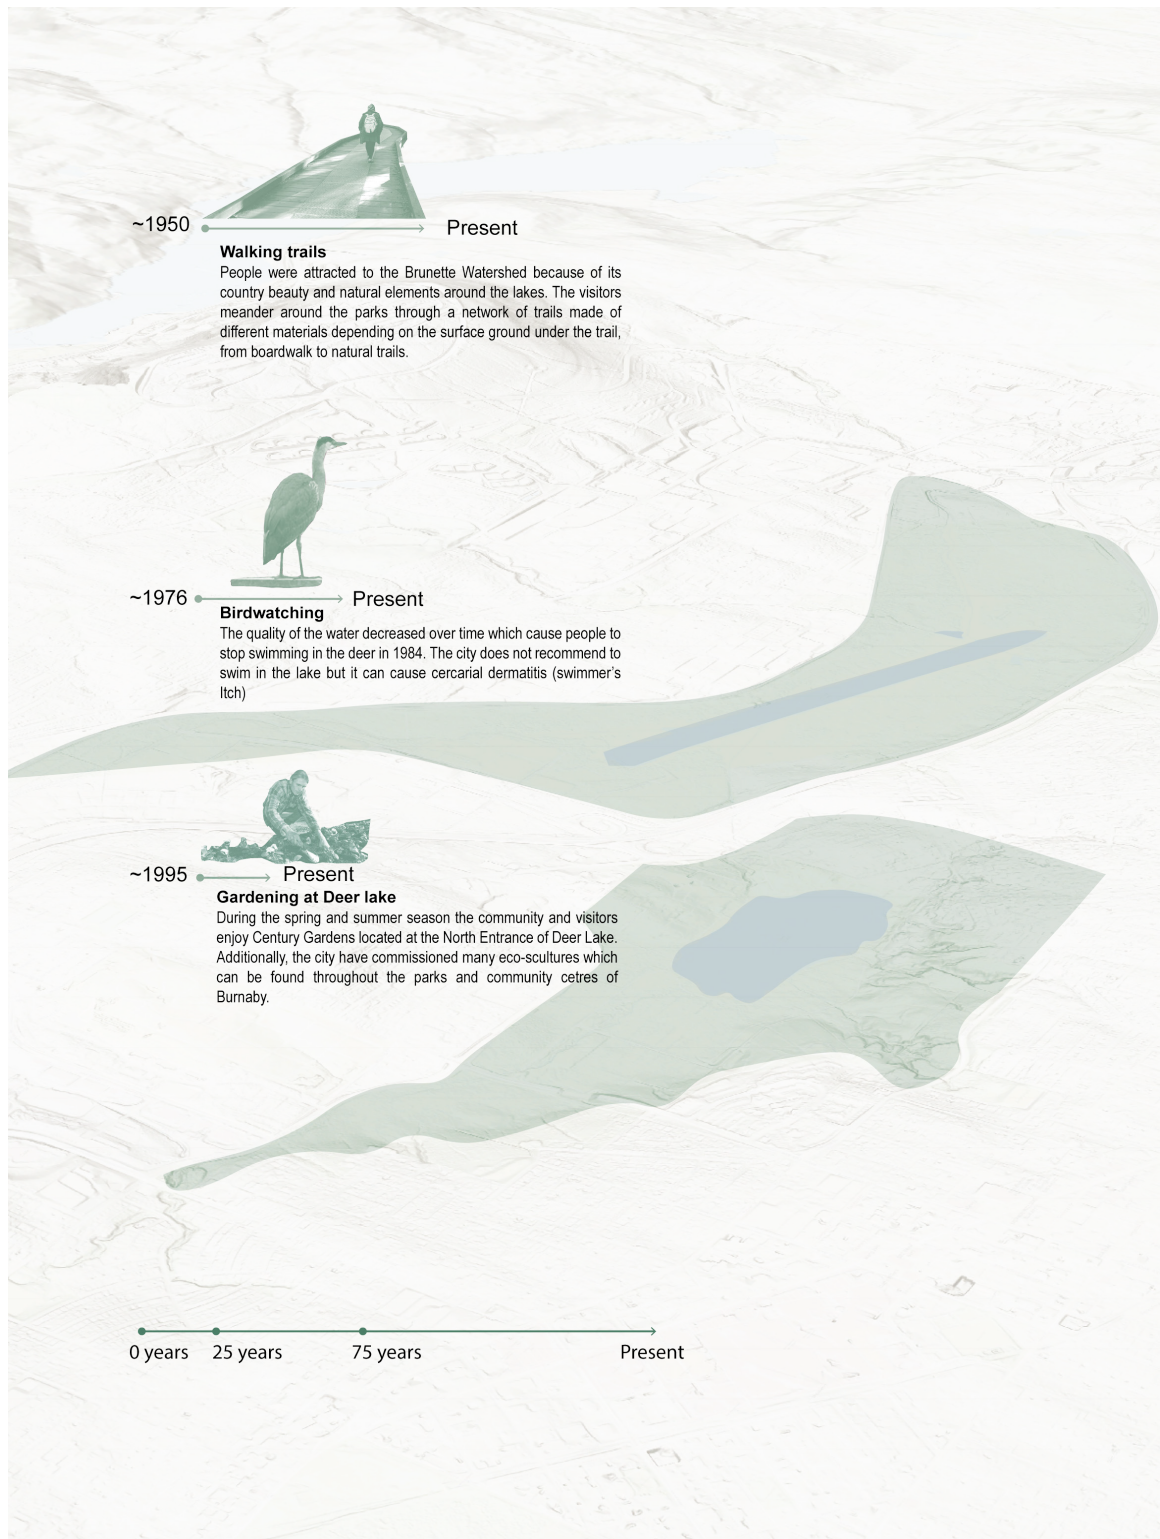 ~1950 Present
Walking trails
People were attracted to the Brunette Watershed because of its
country beauty and natural elements around the lakes. The visitors
meander around the parks through a network of trails made of
different materials depending on the surface ground under the trail,
from boardwalk to natural trails.
~1976 Present
Birdwatching
The quality of the water decreased over time which cause people to
stop swimming in the deer in 1984. The city does not recommend to
swim in the lake but it can cause cercarial dermatitis (swimmer's
Itch)
~1995 Present
Gardening at Deer lake
During the spring and summer season the community and visitors
enjoy Century Gardens located at the North Entrance of Deer Lake.
Additionally, the city have commissioned many eco-scultures which
can be found throughout the parks and community cetres of
Burnaby.
0 years 25 years 75 years Present